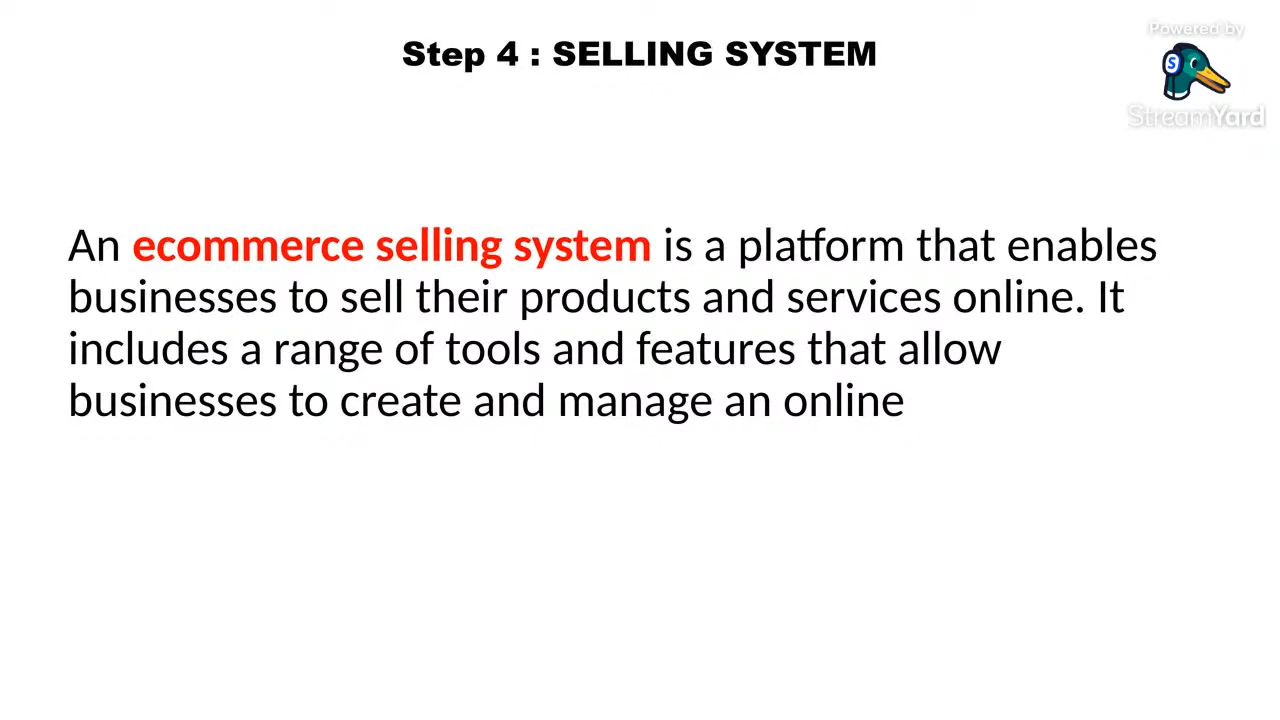 Powered by
Step 4 : SELLING SYSTEM
S
StreamYard
An ecommerce selling system is a platform that enables
businesses to sell their products and services online. It
includes a range of tools and features that allow
businesses to create and manage an online